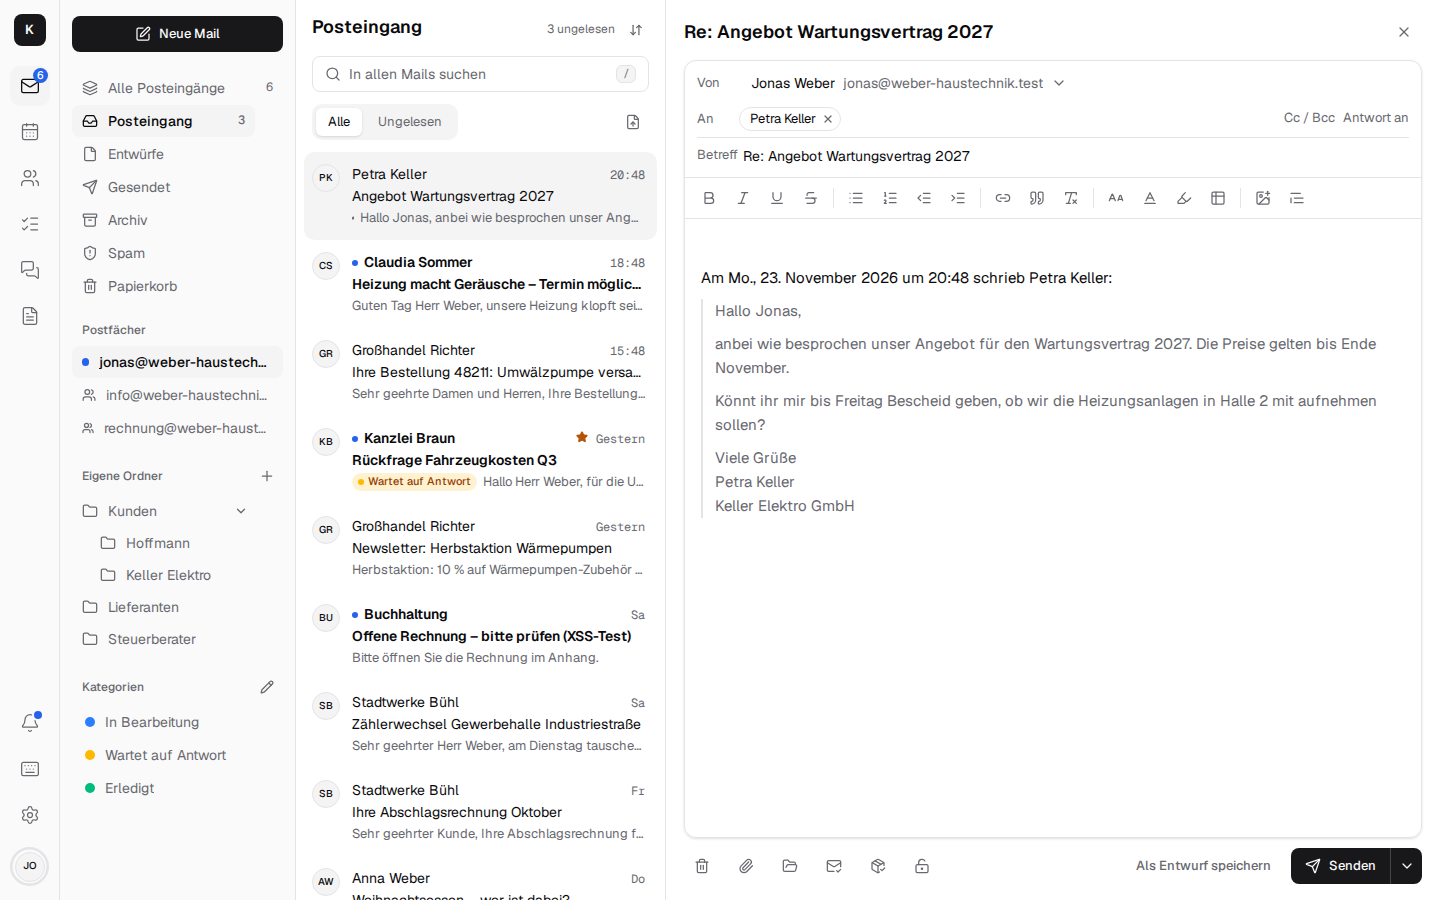 K
6
Neue Mail
Alle Posteingänge 6
Posteingang 3
Entwürfe
Gesendet
Archiv
Spam
Papierkorb
Postfächer
jonas@weber-haustech…
info@weber-haustechni…
rechnung@weber-haust…
Eigene Ordner
Kunden
Hoffmann
Keller Elektro
Lieferanten
Steuerberater
Kategorien
In Bearbeitung
Wartet auf Antwort
Erledigt
JO
Posteingang 3 ungelesen
In allen Mails suchen /
Alle Ungelesen
PK Petra Keller 20:48
Angebot Wartungsvertrag 2027
Hallo Jonas, anbei wie besprochen unser Ang…
CS Claudia Sommer 18:48
Heizung macht Geräusche – Termin möglic…
Guten Tag Herr Weber, unsere Heizung klopft sei…
GR Großhandel Richter 15:48
Ihre Bestellung 48211: Umwälzpumpe versa…
Sehr geehrte Damen und Herren, Ihre Bestellung…
KB Kanzlei Braun Gestern
Rückfrage Fahrzeugkosten Q3
Wartet auf Antwort Hallo Herr Weber, für die U…
GR Großhandel Richter Gestern
Newsletter: Herbstaktion Wärmepumpen
Herbstaktion: 10 % auf Wärmepumpen-Zubehör …
BU Buchhaltung Sa
Offene Rechnung – bitte prüfen (XSS-Test)
Bitte öffnen Sie die Rechnung im Anhang.
SB Stadtwerke Bühl Sa
Zählerwechsel Gewerbehalle Industriestraße
Sehr geehrter Herr Weber, am Dienstag tausche…
SB Stadtwerke Bühl Fr
Ihre Abschlagsrechnung Oktober
Sehr geehrter Kunde, Ihre Abschlagsrechnung f…
AW Anna Weber Do
Weihnachtsessen – wer ist dabei?
Re: Angebot Wartungsvertrag 2027
Von Jonas Weber jonas@weber-haustechnik.test
An Petra Keller Cc / Bcc Antwort an
Betreff Re: Angebot Wartungsvertrag 2027
Am Mo., 23. November 2026 um 20:48 schrieb Petra Keller:
Hallo Jonas,
anbei wie besprochen unser Angebot für den Wartungsvertrag 2027. Die Preise gelten bis Ende
November.
Könnt ihr mir bis Freitag Bescheid geben, ob wir die Heizungsanlagen in Halle 2 mit aufnehmen
sollen?
Viele Grüße
Petra Keller
Keller Elektro GmbH
Als Entwurf speichern Senden